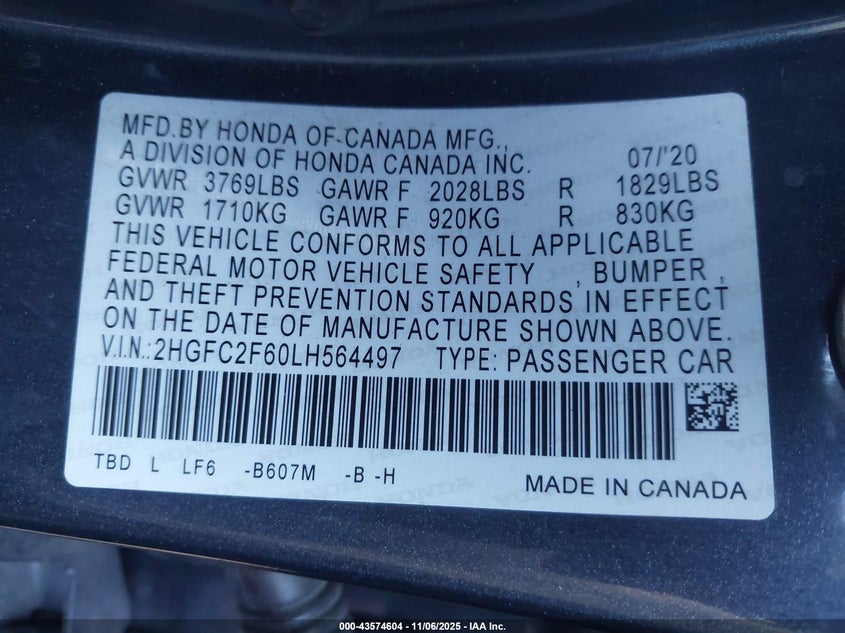 MFD.BY HONDA OF CANADA MFG.,
A DIVISION OF HONDA CANADA INC. 07/'20
GVWR 3769LBS GAWR F 2028LBS R 1829LBS
GVWR 1710KG GAWR F 920KG R 830KG
THIS VEHICLE CONFORMS TO ALL APPLICABLE
FEDERAL MOTOR VEHICLE SAFETY , BUMPER ,
AND THEFT PREVENTION STANDARDS IN EFFECT
ON THE DATE OF MANUFACTURE SHOWN ABOVE.
V.I.N.:2HGFC2F60LH564497 TYPE: PASSENGER CAR
TBD L LF6 -B607M -B -H
MADE IN CANADA
000-43574604 | 11/06/2025 - IAA Inc.